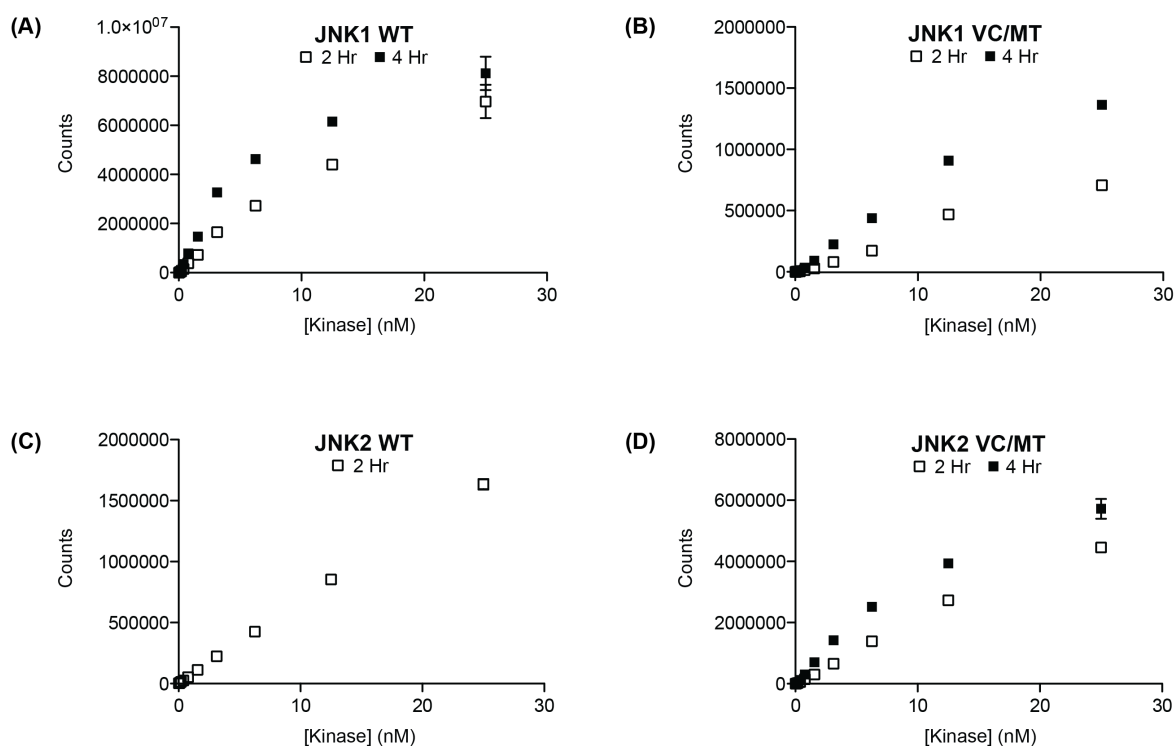 (A)
JNK1 WT
□ 2 Hr ■ 4 Hr
1.0×10⁰⁷
8000000
6000000
4000000
2000000
0
Counts
0 10 20 30
[Kinase] (nM)
(B)
JNK1 VC/MT
□ 2 Hr ■ 4 Hr
2000000
1500000
1000000
500000
0
Counts
0 10 20 30
[Kinase] (nM)
(C)
JNK2 WT
□ 2 Hr
2000000
1500000
1000000
500000
0
Counts
0 10 20 30
[Kinase] (nM)
(D)
JNK2 VC/MT
□ 2 Hr ■ 4 Hr
8000000
6000000
4000000
2000000
0
Counts
0 10 20 30
[Kinase] (nM)